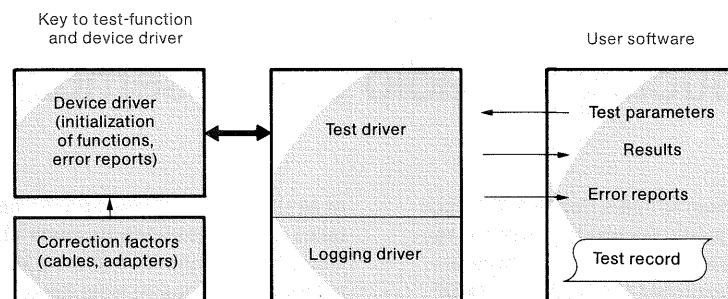 Key to test-function
and device driver
User software
Device driver
(initialization
of functions,
error reports)
Test driver
Test parameters
Results
Error reports
Correction factors
(cables, adapters)
Logging driver
Test record